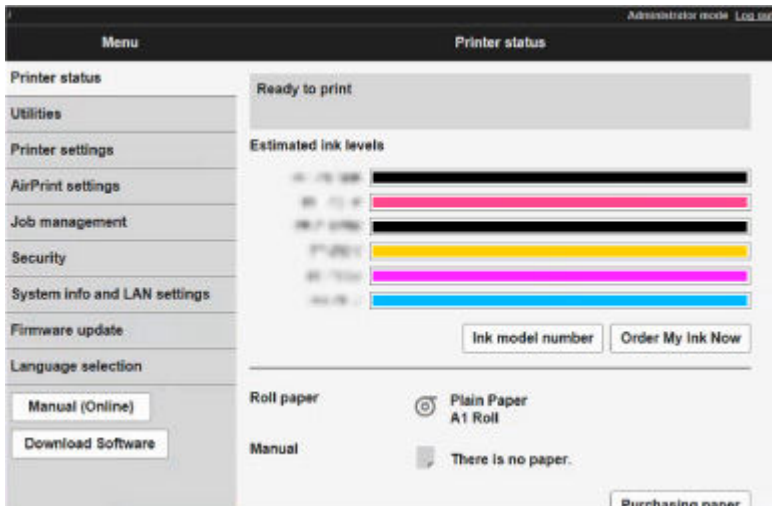 Administrator mode Log out
Menu
Printer status
Printer status
Utilities
Printer settings
AirPrint settings
Job management
Security
System info and LAN settings
Firmware update
Language selection
Manual (Online)
Download Software
Ready to print
Estimated ink levels
Ink model number
Order My Ink Now
Roll paper
Plain Paper
A1 Roll
Manual
There is no paper.
Purchasing paper